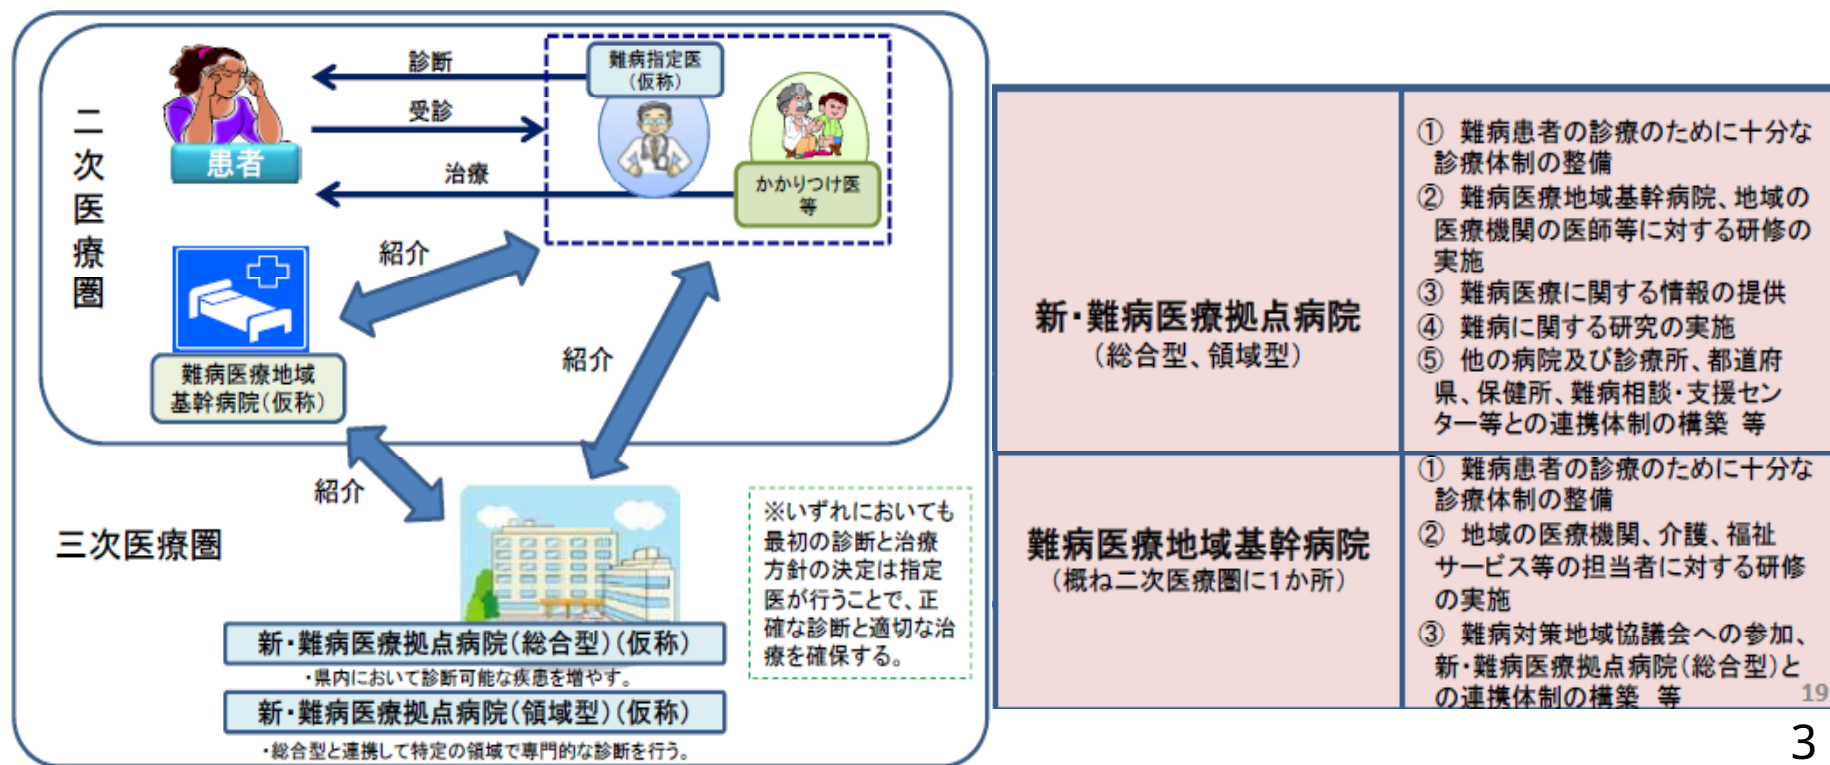 診断
難病指定医
(仮称)
受診
二次医療圏
患者
治療
かかりつけ医
等
紹介
難病医療地域
基幹病院(仮称)
紹介
紹介
三次医療圏
※いずれにおいても
最初の診断と治療
方針の決定は指定
医が行うことで、正
確な診断と適切な治
療を確保する。
新・難病医療拠点病院(総合型)(仮称)
・県内において診断可能な疾患を増やす。
新・難病医療拠点病院(領域型)(仮称)
・総合型と連携して特定の領域で専門的な診断を行う。
新・難病医療拠点病院
(総合型、領域型)
① 難病患者の診療のために十分な
診療体制の整備
② 難病医療地域基幹病院、地域の
医療機関の医師等に対する研修の
実施
③ 難病医療に関する情報の提供
④ 難病に関する研究の実施
⑤ 他の病院及び診療所、都道府
県、保健所、難病相談・支援セン
ター等との連携体制の構築 等
難病医療地域基幹病院
(概ね二次医療圏に1か所)
① 難病患者の診療のために十分な
診療体制の整備
② 地域の医療機関、介護、福祉
サービス等の担当者に対する研修
の実施
③ 難病対策地域協議会への参加、
新・難病医療拠点病院(総合型)と
の連携体制の構築 等
19
3